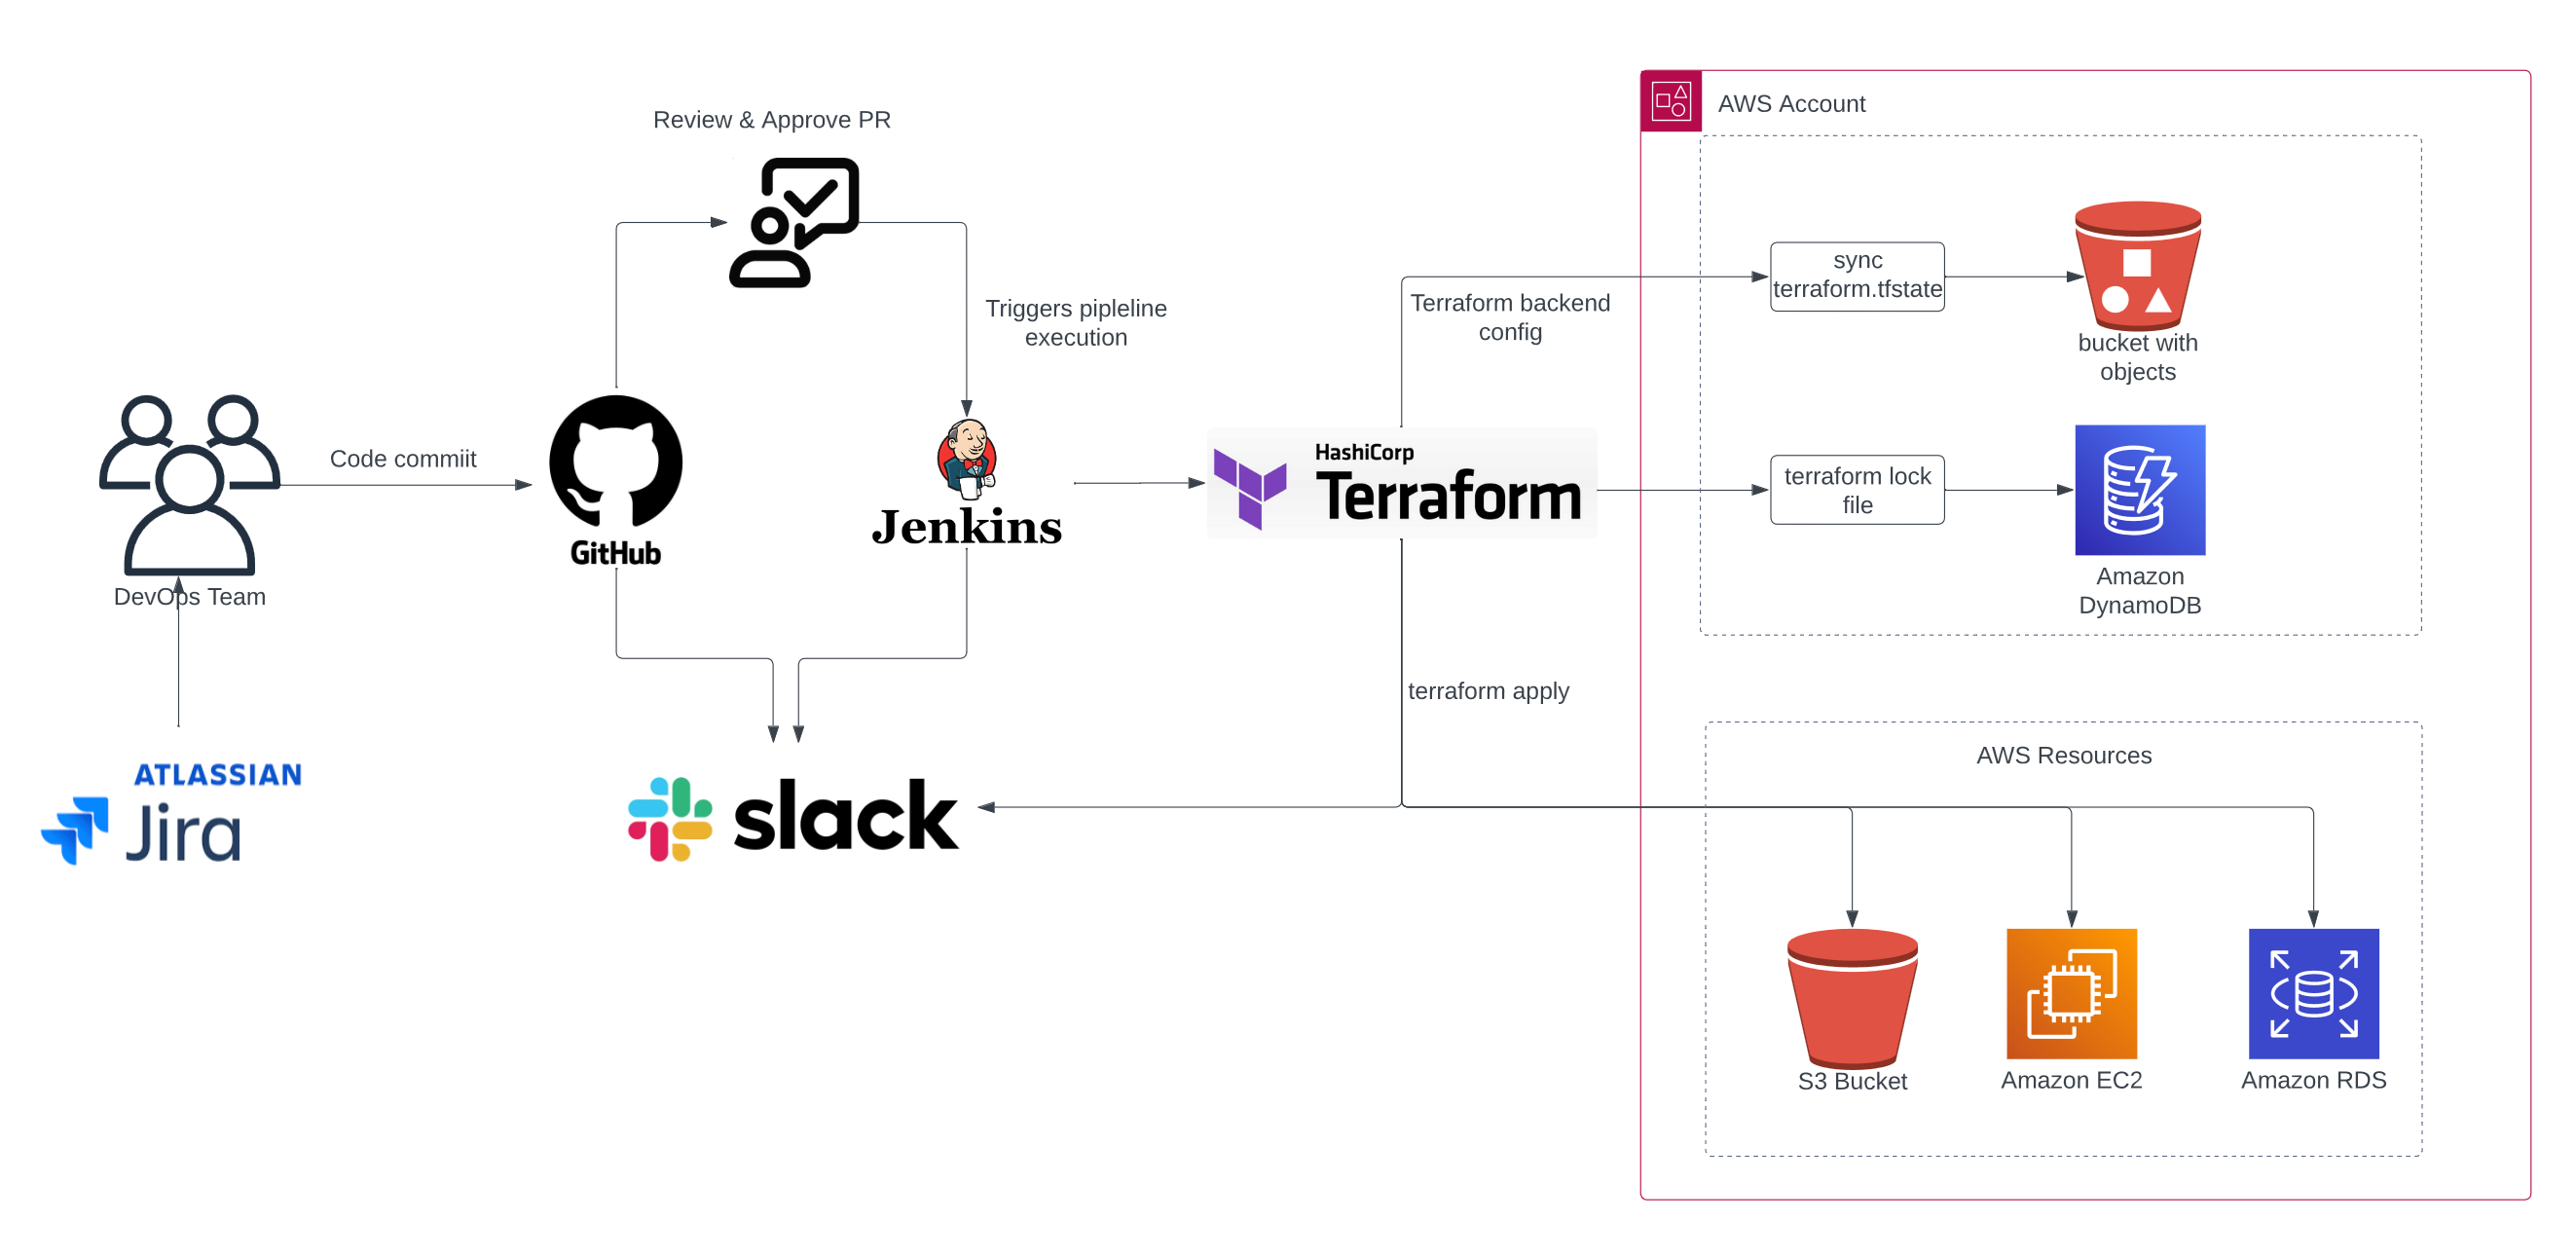 Review & Approve PR
Triggers pipleline
execution
Code commiit
DevOps Team
ATLASSIAN
Jira
GitHub
Jenkins
slack
HashiCorp
Terraform
Terraform backend
config
terraform apply
AWS Account
sync
terraform.tfstate
bucket with
objects
terraform lock
file
Amazon
DynamoDB
AWS Resources
S3 Bucket
Amazon EC2
Amazon RDS